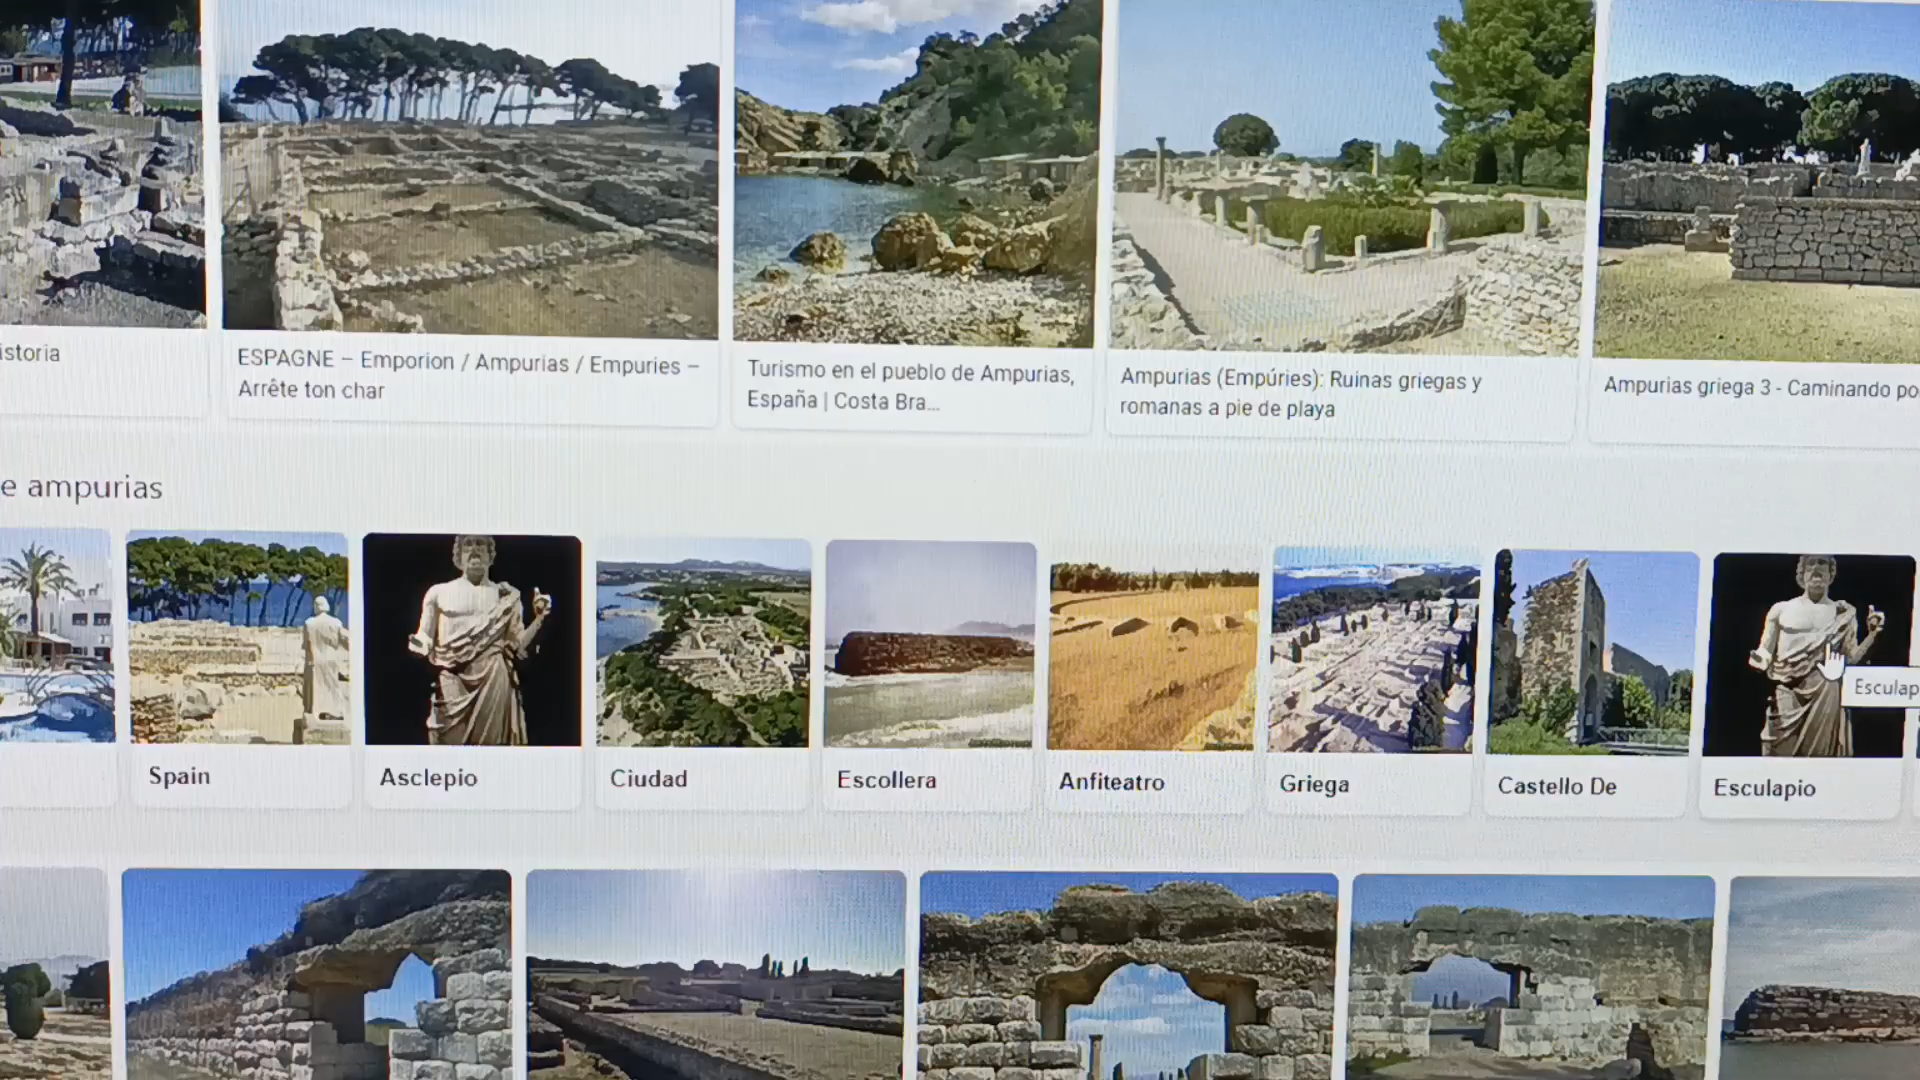 istoria
ESPAGNE – Emporion / Ampurias / Empuries –
Arrête ton char
Turismo en el pueblo de Ampurias,
España | Costa Bra...
Ampurias (Empúries): Ruinas griegas y
romanas a pie de playa
Ampurias griega 3 - Caminando po
e ampurias
Spain
Asclepio
Ciudad
Escollera
Anfiteatro
Griega
Castello De
Esculapio
Esculap